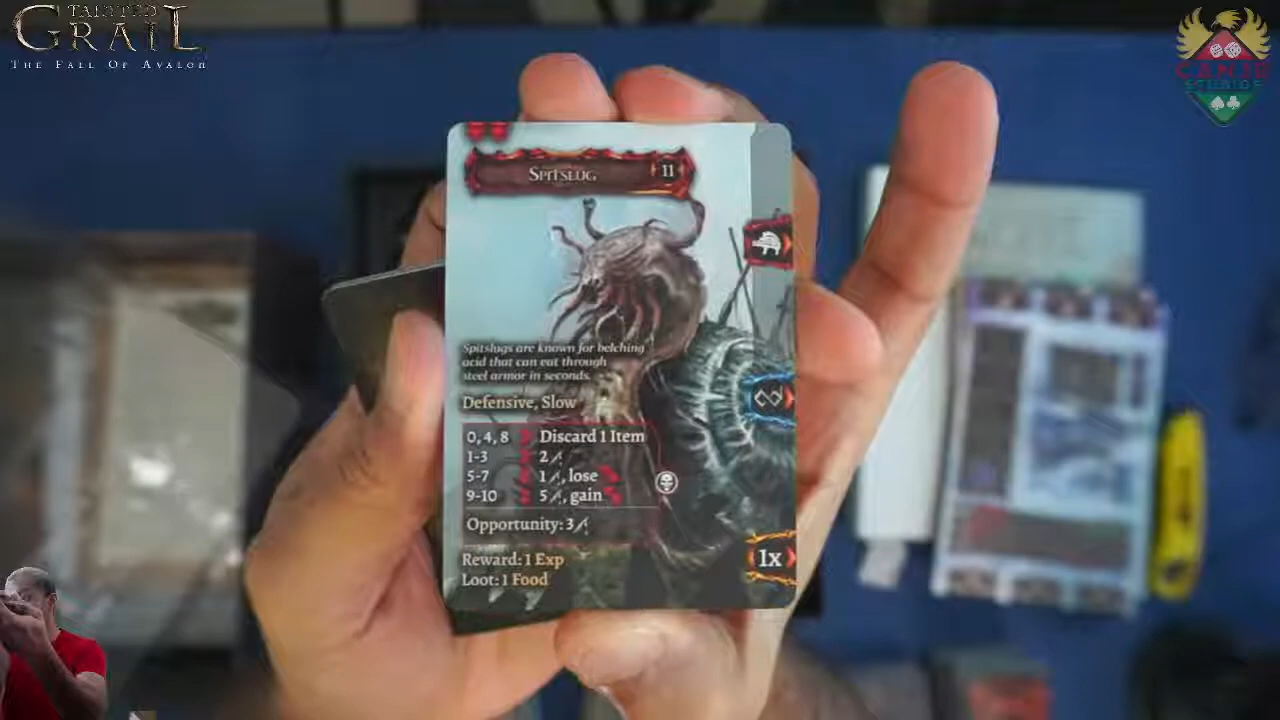 TAINTED
GRAIL
THE FALL OF AVALON
CANTR
STUDIOS
SPITSLUG
11
Spitslugs are known for belching
acid that can eat through
steel armor in seconds.
Defensive, Slow
0, 4, 8 Discard 1 Item
1-3 2
5-7 1, lose
9-10 5, gain
Opportunity: 3
1x
Reward: 1 Exp
Loot: 1 Food